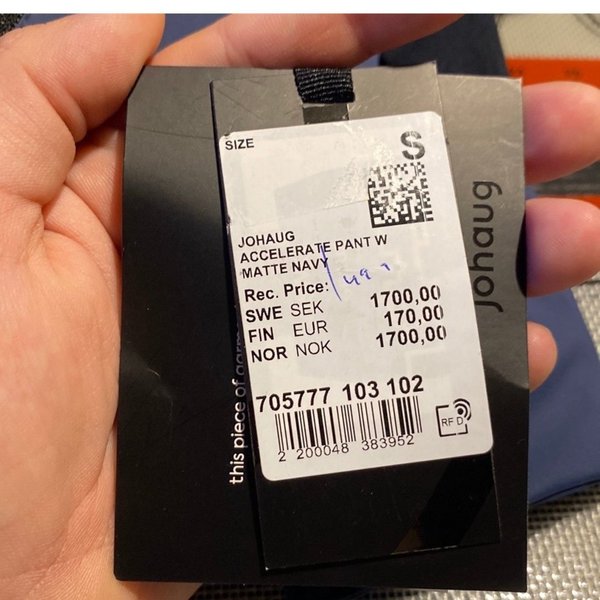 SIZE
S
JOHAUG
ACCELERATE PANT W
MATTE NAVY
Rec. Price:
SWE SEK 1700,00
FIN EUR 170,00
NOR NOK 1700,00
705777 103 102
2 200048 383952
RFID
johaug
this piece of